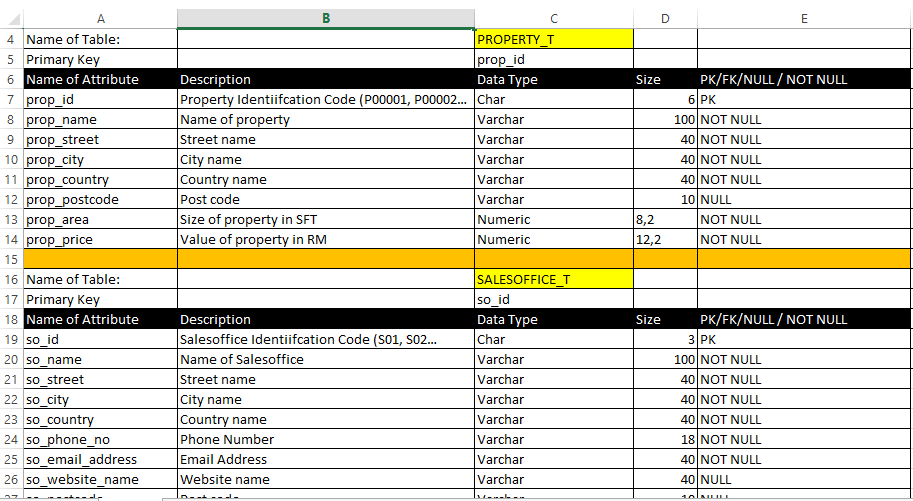 A B C D E
4 Name of Table: PROPERTY_T
5 Primary Key prop_id
6 Name of Attribute Description Data Type Size PK/FK/NULL / NOT NULL
7 prop_id Property Identiifcation Code (P00001, P00002... Char 6 PK
8 prop_name Name of property Varchar 100 NOT NULL
9 prop_street Street name Varchar 40 NOT NULL
10 prop_city City name Varchar 40 NOT NULL
11 prop_country Country name Varchar 40 NOT NULL
12 prop_postcode Post code Varchar 10 NULL
13 prop_area Size of property in SFT Numeric 8,2 NOT NULL
14 prop_price Value of property in RM Numeric 12,2 NOT NULL
15
16 Name of Table: SALESOFFICE_T
17 Primary Key so_id
18 Name of Attribute Description Data Type Size PK/FK/NULL / NOT NULL
19 so_id Salesoffice Identiifcation Code (S01, S02... Char 3 PK
20 so_name Name of Salesoffice Varchar 100 NOT NULL
21 so_street Street name Varchar 40 NOT NULL
22 so_city City name Varchar 40 NOT NULL
23 so_country Country name Varchar 40 NOT NULL
24 so_phone_no Phone Number Varchar 18 NOT NULL
25 so_email_address Email Address Varchar 40 NOT NULL
26 so_website_name Website name Varchar 40 NULL
27 so_postcode Post code Varchar 10 NULL